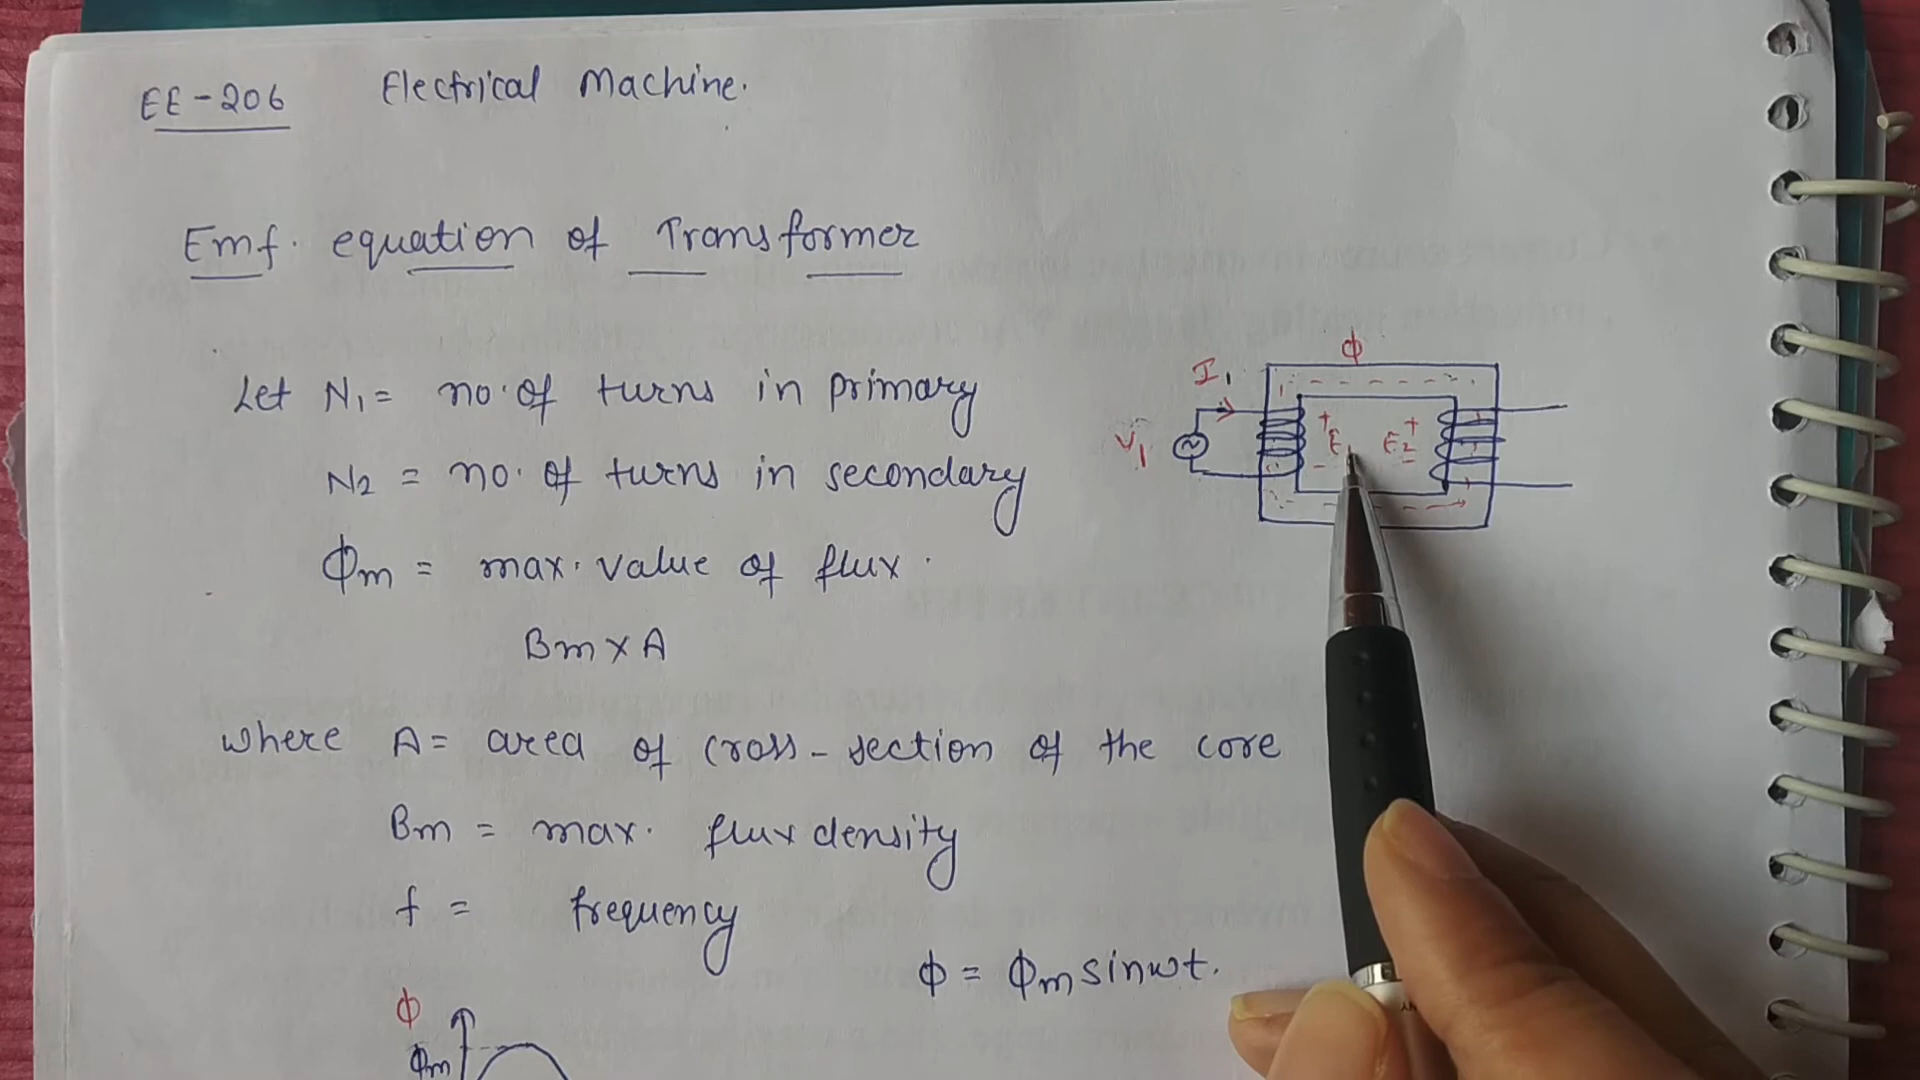 EE-206 Electrical Machine.
Emf. equation of Transformer
Let N1 = no. of turns in primary
N2 = no. of turns in secondary
ϕm = max. value of flux.
Bm x A
where A = area of cross-section of the core
Bm = max. flux density
f = frequency
ϕ = ϕm sinωt.
ϕ
ϕm
ϕ
I1
V1
+ E1 -
E2 + -